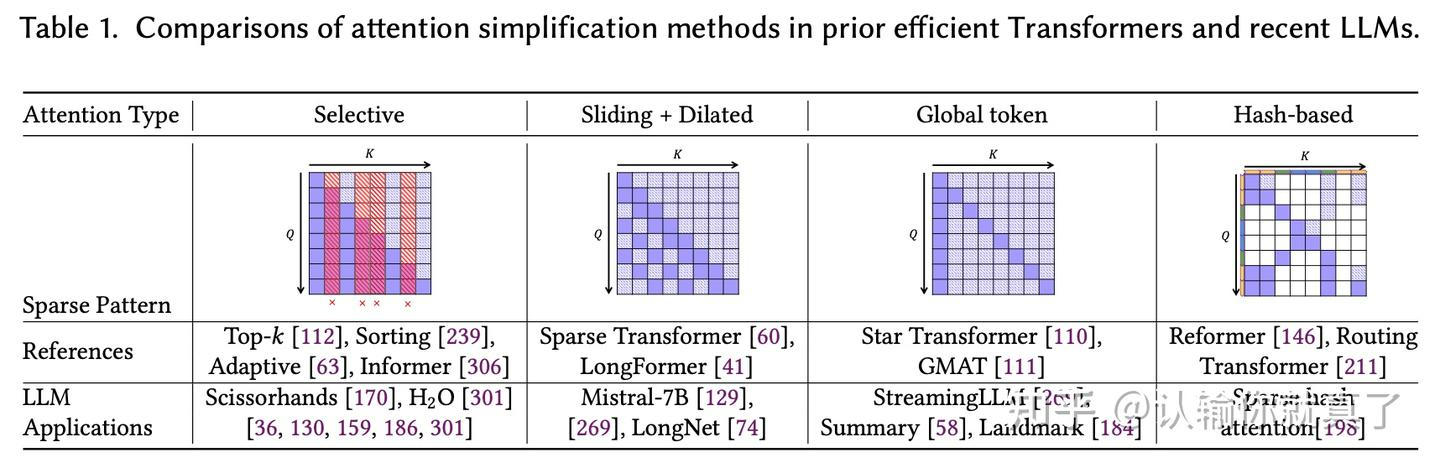 Table 1. Comparisons of attention simplification methods in prior efficient Transformers and recent LLMs.
Attention Type Selective Sliding + Dilated Global token Hash-based
K K K K
Q Q Q Q
× × × ×
Sparse Pattern
References
Top-k [112], Sorting [239],
Adaptive [63], Informer [306]
Sparse Transformer [60],
LongFormer [41]
Star Transformer [110],
GMAT [111]
Reformer [146], Routing
Transformer [211]
LLM
Applications
Scissorhands [170], H₂O [301]
[36, 130, 159, 186, 301]
Mistral-7B [129],
[269], LongNet [74]
StreamingLLM
Summary [58], Landmark [184]
Sparse hash
attention[198]
知乎 @认输你就真了